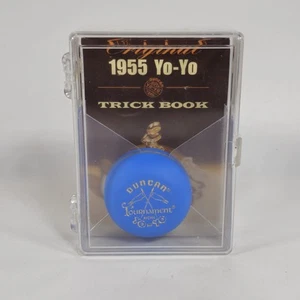 Original
1955 Yo-Yo
TRICK BOOK
DUNCAN®
Tournament